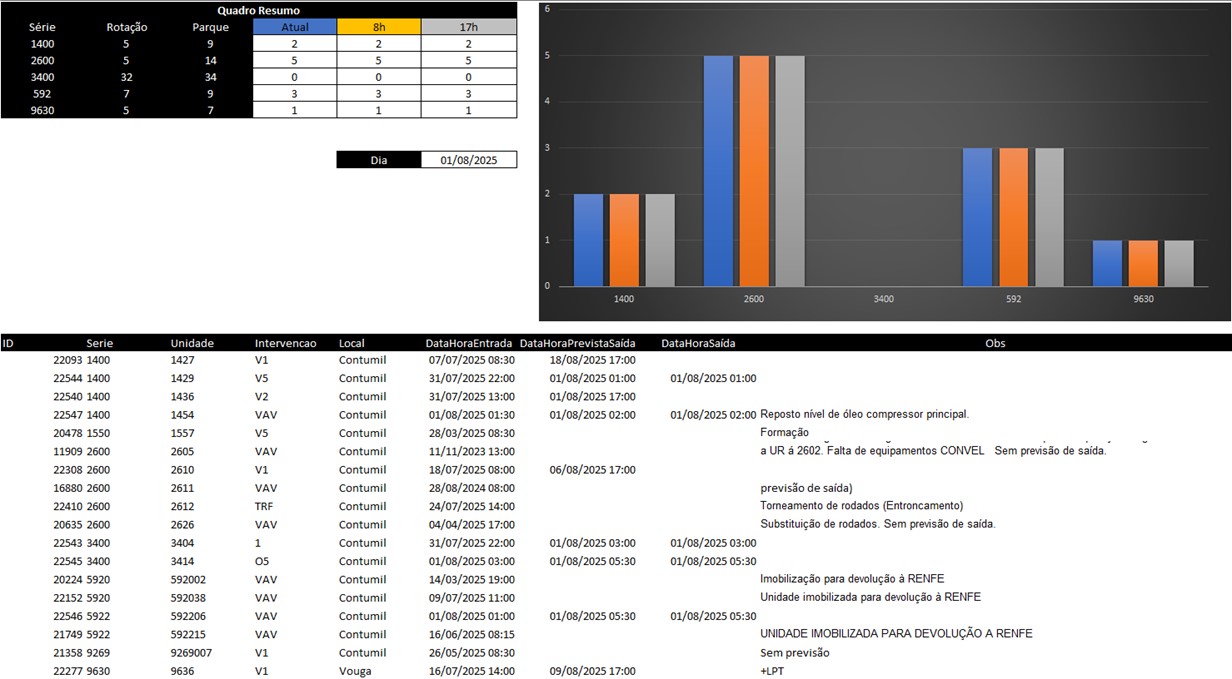 Quadro Resumo
Série Rotação Parque Atual 8h 17h
1400 5 9 2 2 2
2600 5 14 5 5 5
3400 32 34 0 0 0
592 7 9 3 3 3
9630 5 7 1 1 1
Dia 01/08/2025
6
5
4
3
2
1
0
1400 2600 3400 592 9630
ID Serie Unidade Intervencao Local DataHoraEntrada DataHoraPrevistaSaída DataHoraSaída Obs
22093 1400 1427 V1 Contumil 07/07/2025 08:30 18/08/2025 17:00
22544 1400 1429 V5 Contumil 31/07/2025 22:00 01/08/2025 01:00 01/08/2025 01:00
22540 1400 1436 V2 Contumil 31/07/2025 13:00 01/08/2025 17:00
22547 1400 1454 VAV Contumil 01/08/2025 01:30 01/08/2025 02:00 01/08/2025 02:00 Reposto nível de óleo compressor principal.
20478 1550 1557 V5 Contumil 28/03/2025 08:30 Formação
11909 2600 2605 VAV Contumil 11/11/2023 13:00 a UR á 2602. Falta de equipamentos CONVEL Sem previsão de saída.
22308 2600 2610 V1 Contumil 18/07/2025 08:00 06/08/2025 17:00
16880 2600 2611 VAV Contumil 28/08/2024 08:00 previsão de saída)
22410 2600 2612 TRF Contumil 24/07/2025 14:00 Torneamento de rodados (Entroncamento)
20635 2600 2626 VAV Contumil 04/04/2025 17:00 Substituição de rodados. Sem previsão de saída.
22543 3400 3404 1 Contumil 31/07/2025 22:00 01/08/2025 03:00 01/08/2025 03:00
22545 3400 3414 O5 Contumil 01/08/2025 03:00 01/08/2025 05:30 01/08/2025 05:30
20224 5920 592002 VAV Contumil 14/03/2025 19:00 Imobilização para devolução à RENFE
22152 5920 592038 VAV Contumil 09/07/2025 11:00 Unidade imobilizada para devolução à RENFE
22546 5922 592206 VAV Contumil 01/08/2025 01:00 01/08/2025 05:30 01/08/2025 05:30
21749 5922 592215 VAV Contumil 16/06/2025 08:15 UNIDADE IMOBILIZADA PARA DEVOLUÇÃO A RENFE
21358 9269 9269007 V1 Contumil 26/05/2025 08:30 Sem previsão
22277 9630 9636 V1 Vouga 16/07/2025 14:00 09/08/2025 17:00 +LPT